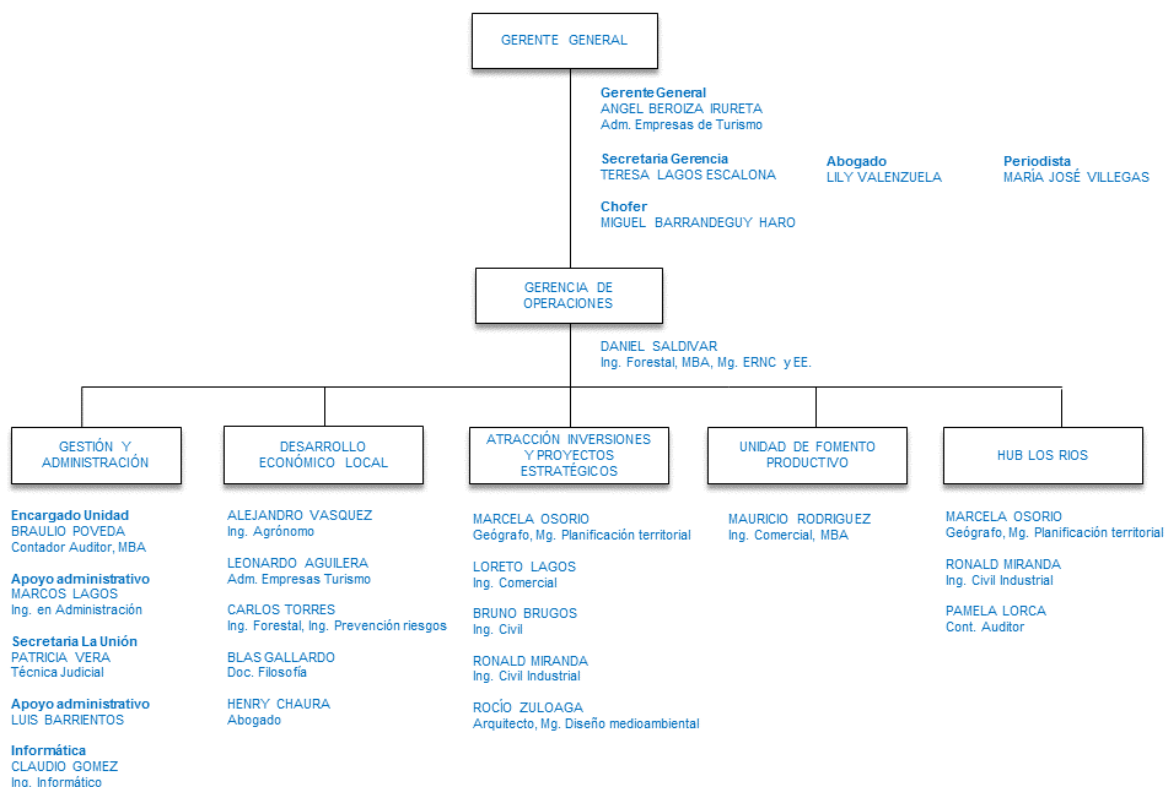 GERENTE GENERAL
Gerente General
ANGEL BEROIZA IRURETA
Adm. Empresas de Turismo
Secretaria Gerencia
TERESA LAGOS ESCALONA
Abogado
LILY VALENZUELA
Periodista
MARÍA JOSÉ VILLEGAS
Chofer
MIGUEL BARRANDEGUY HARO
GERENCIA DE
OPERACIONES
DANIEL SALDIVAR
Ing. Forestal, MBA, Mg. ERNC y EE.
GESTIÓN Y
ADMINISTRACIÓN
Encargado Unidad
BRAULIO POVEDA
Contador Auditor, MBA
Apoyo administrativo
MARCOS LAGOS
Ing. en Administración
Secretaria La Unión
PATRICIA VERA
Técnica Judicial
Apoyo administrativo
LUIS BARRIENTOS
Informática
CLAUDIO GOMEZ
Ing. Informático
DESARROLLO
ECONÓMICO LOCAL
ALEJANDRO VASQUEZ
Ing. Agrónomo
LEONARDO AGUILERA
Adm. Empresas Turismo
CARLOS TORRES
Ing. Forestal, Ing. Prevención riesgos
BLAS GALLARDO
Doc. Filosofía
HENRY CHAURA
Abogado
ATRACCIÓN INVERSIONES
Y PROYECTOS
ESTRATÉGICOS
MARCELA OSORIO
Geógrafo, Mg. Planificación territorial
LORETO LAGOS
Ing. Comercial
BRUNO BRUGOS
Ing. Civil
RONALD MIRANDA
Ing. Civil Industrial
ROCÍO ZULOAGA
Arquitecto, Mg. Diseño medioambiental
UNIDAD DE FOMENTO
PRODUCTIVO
MAURICIO RODRIGUEZ
Ing. Comercial, MBA
HUB LOS RIOS
MARCELA OSORIO
Geógrafo, Mg. Planificación territorial
RONALD MIRANDA
Ing. Civil Industrial
PAMELA LORCA
Cont. Auditor